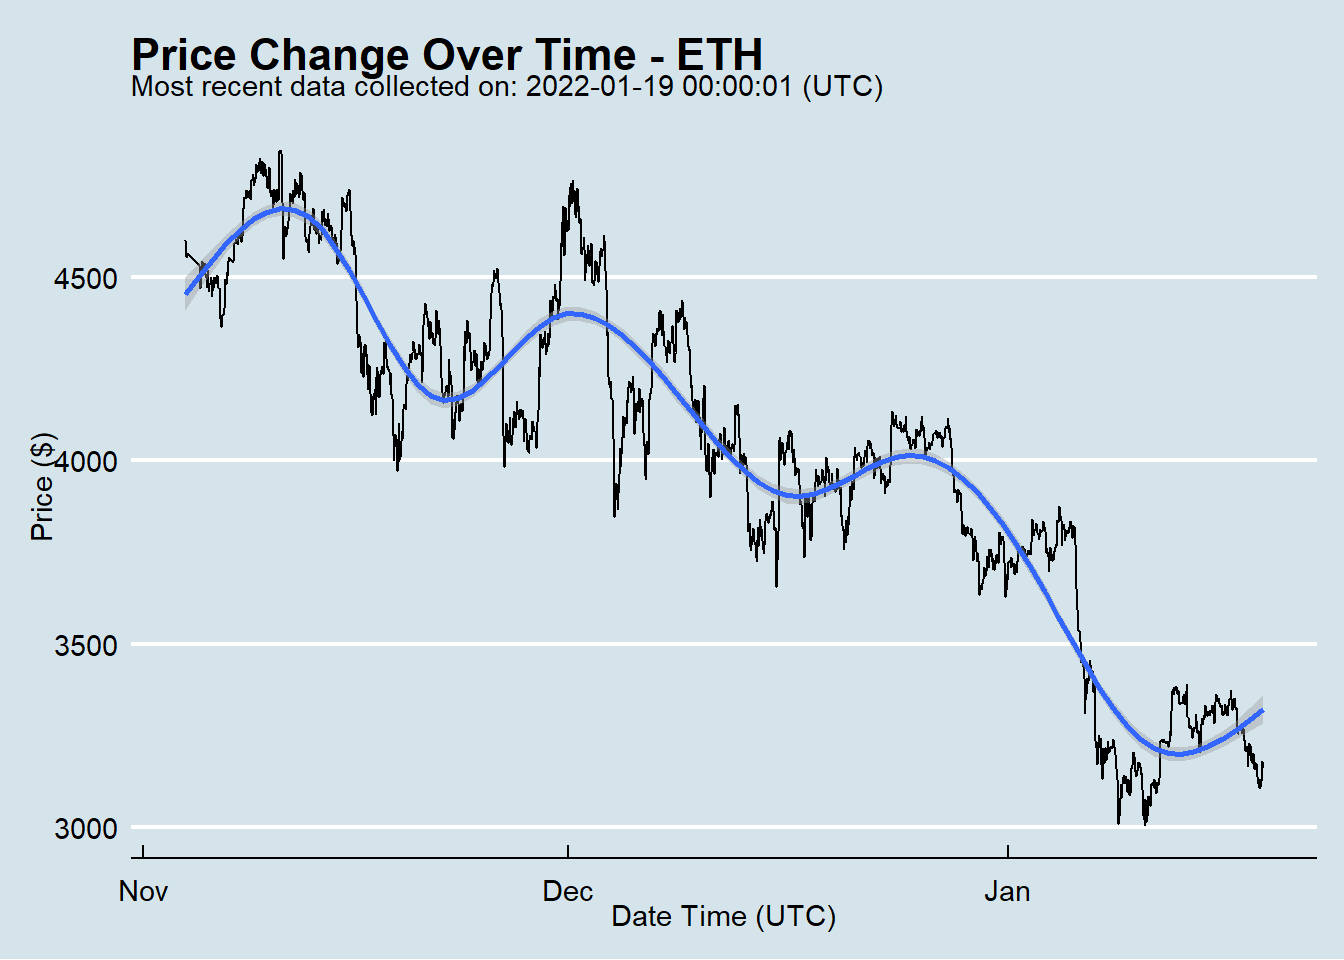 Price Change Over Time - ETH
Most recent data collected on: 2022-01-19 00:00:01 (UTC)
Price ($)
4500
4000
3500
3000
Nov Dec Jan
Date Time (UTC)